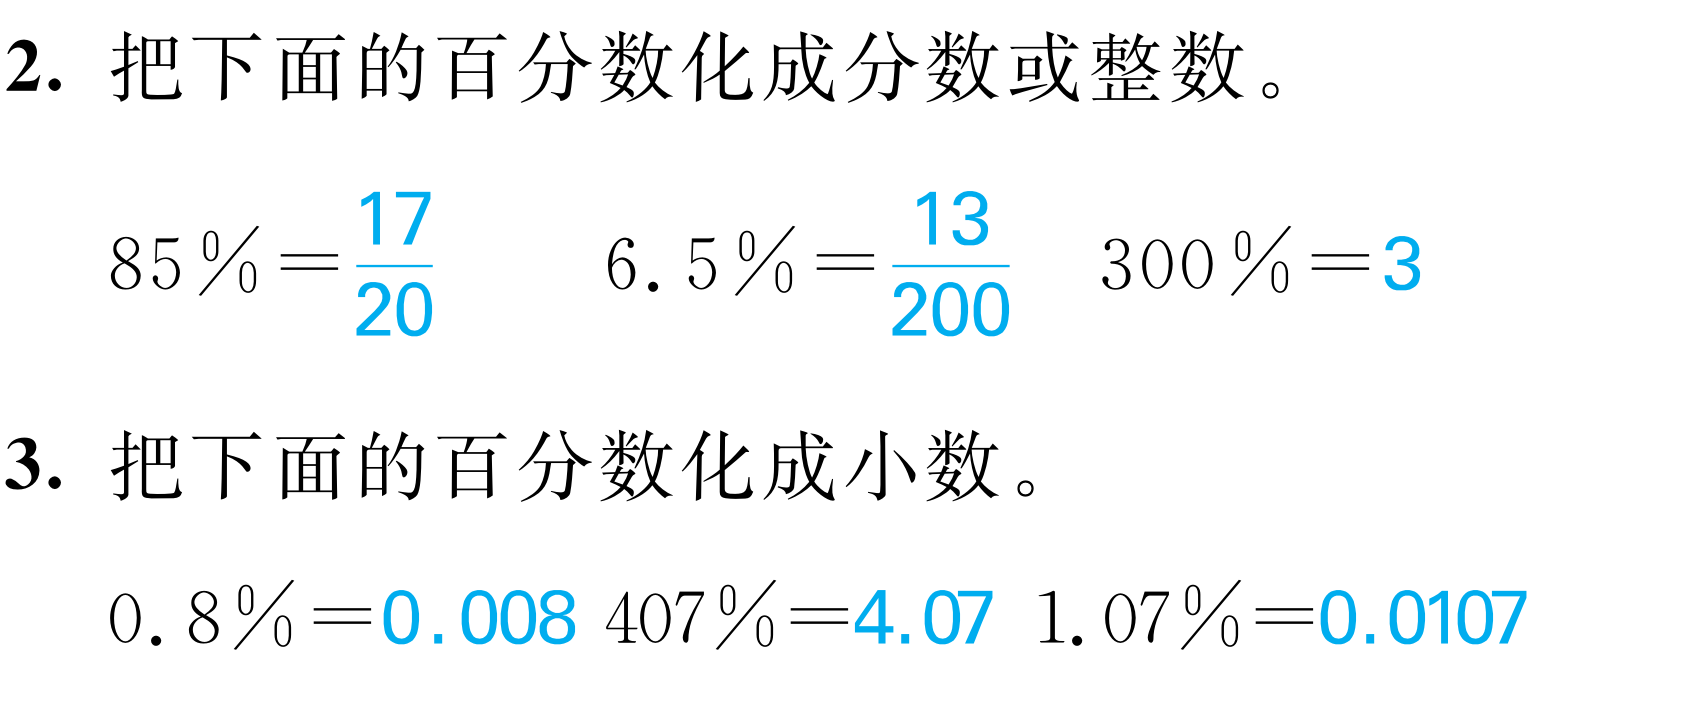 2. 把下面的百分数化成分数或整数。
85%=17/20 6.5%=13/200 300%=3
3. 把下面的百分数化成小数。
0.8%=0.008 407%=4.07 1.07%=0.0107